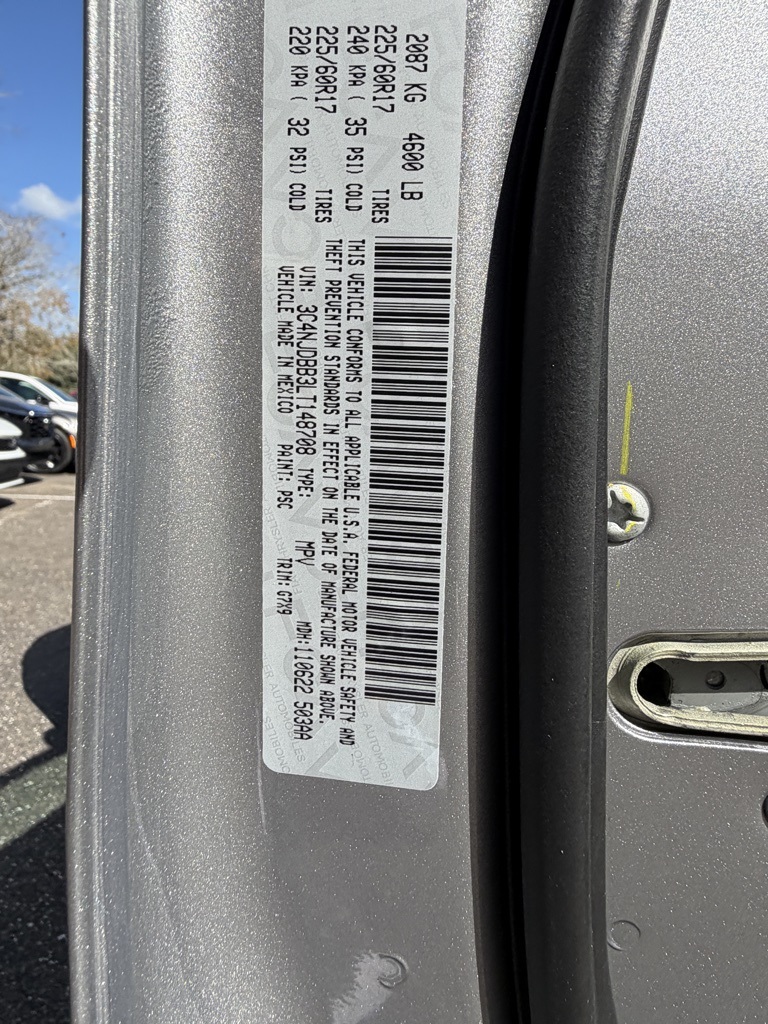 2087 KG 4600 LB
225/60R17 TIRES
240 KPA ( 35 PSI) COLD
225/60R17 TIRES
220 KPA ( 32 PSI) COLD
THIS VEHICLE CONFORMS TO ALL APPLICABLE U.S.A. FEDERAL MOTOR VEHICLE SAFETY AND
THEFT PREVENTION STANDARDS IN EFFECT ON THE DATE OF MANUFACTURE SHOWN ABOVE.
VIN: 3C4NJDBB3LT148708 TYPE: MPV MDH:110622 503AA
VEHICLE MADE IN MEXICO PAINT: PSC TRIM: G7X9